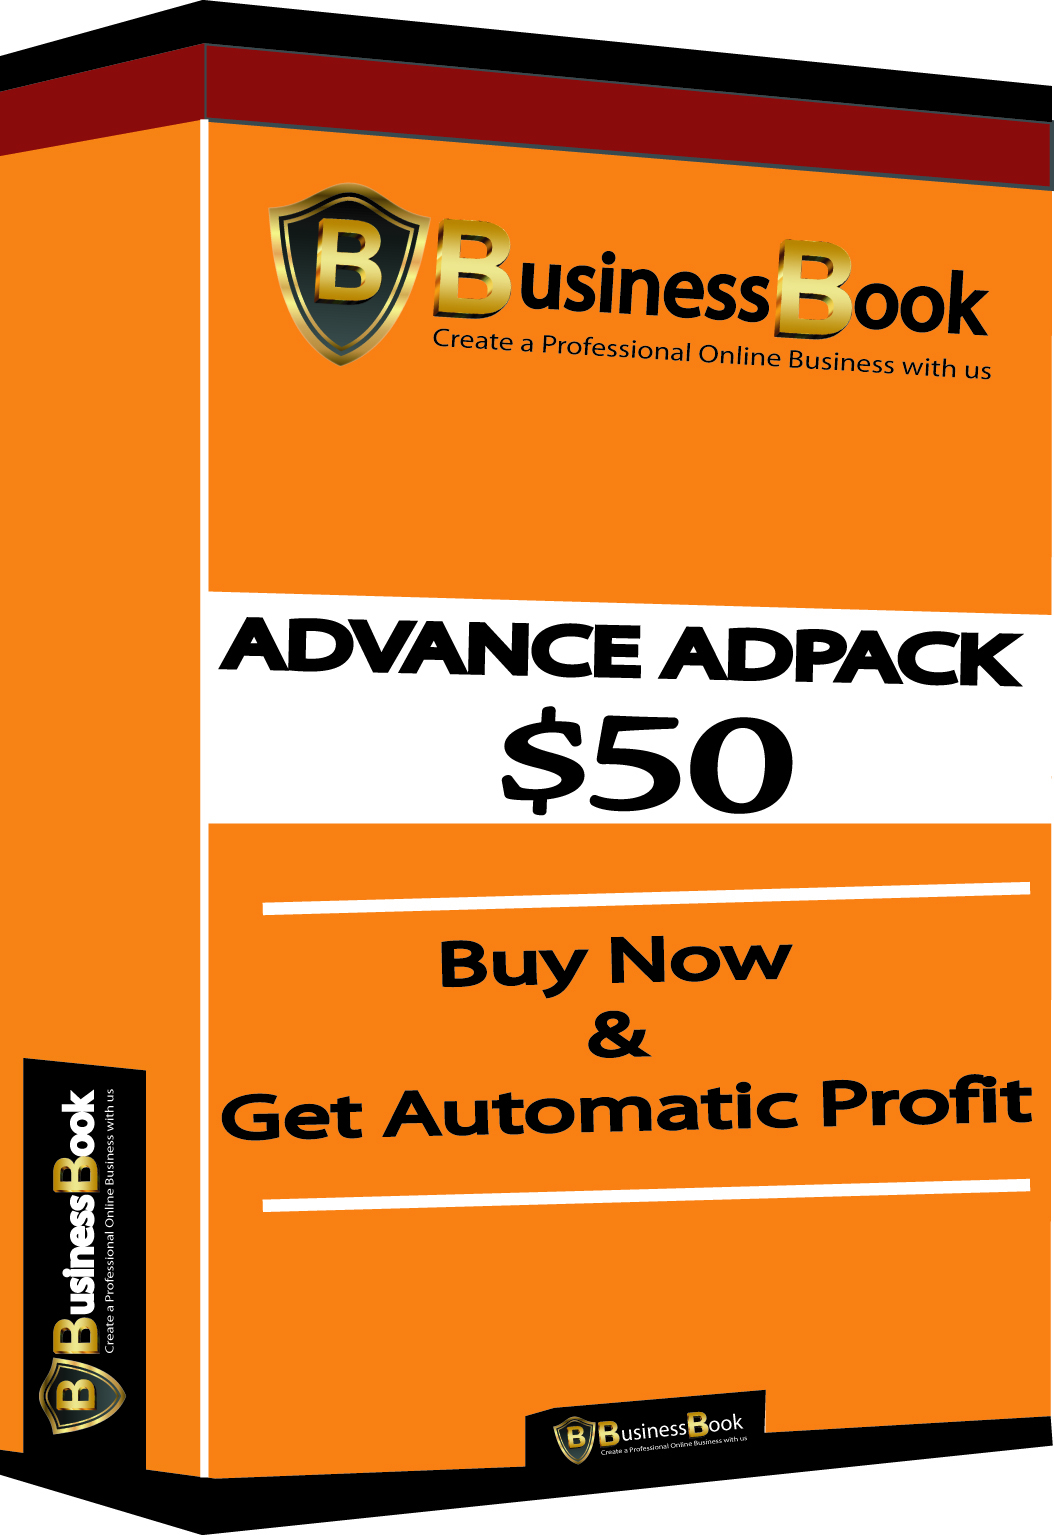 B
BusinessBook
Create a Professional Online Business with us
ADVANCE ADPACK
$50
Buy Now
&
Get Automatic Profit
B
BusinessBook
Create a Professional Online Business with us
B
BusinessBook
Create a Professional Online Business with us